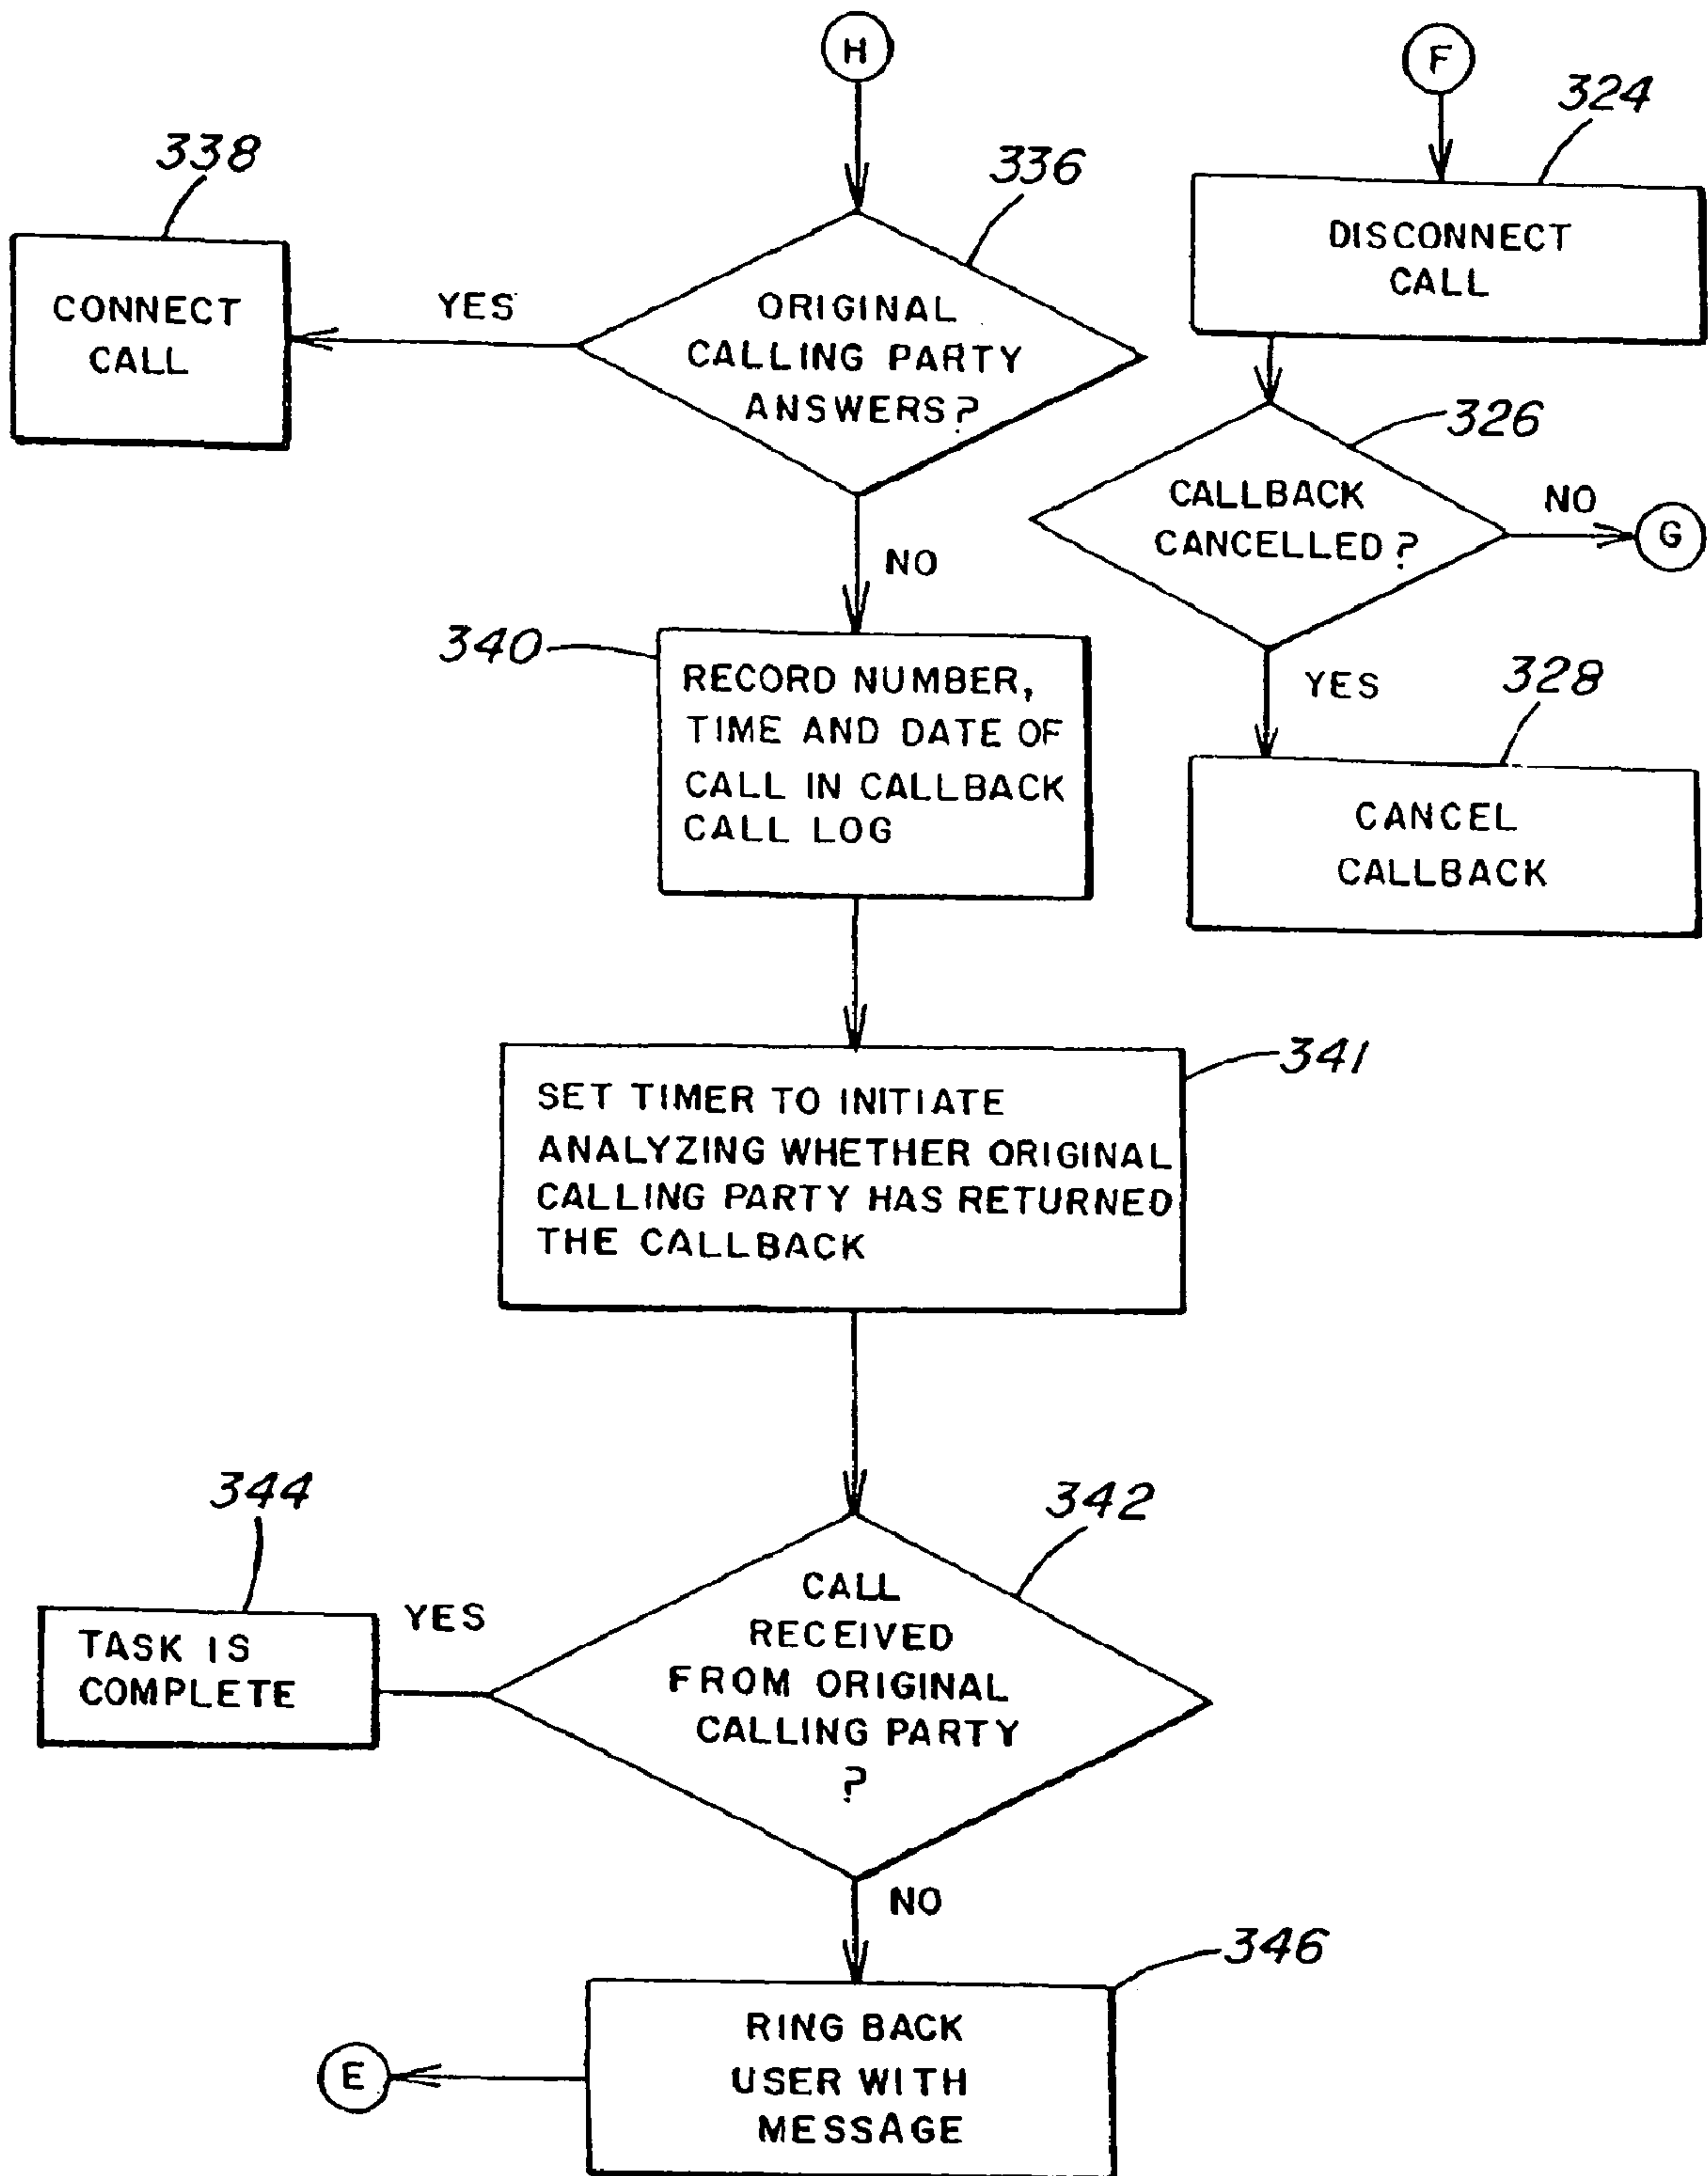 H
F
324
338
336
DISCONNECT
CALL
CONNECT
CALL
YES
ORIGINAL
CALLING PARTY
ANSWERS?
326
CALLBACK
CANCELLED?
NO
G
NO
340
RECORD NUMBER,
TIME AND DATE OF
CALL IN CALLBACK
CALL LOG
YES
328
CANCEL
CALLBACK
341
SET TIMER TO INITIATE
ANALYZING WHETHER ORIGINAL
CALLING PARTY HAS RETURNED
THE CALLBACK
344
342
TASK IS
COMPLETE
YES
CALL
RECEIVED
FROM ORIGINAL
CALLING PARTY
?
NO
346
RING BACK
USER WITH
MESSAGE
E